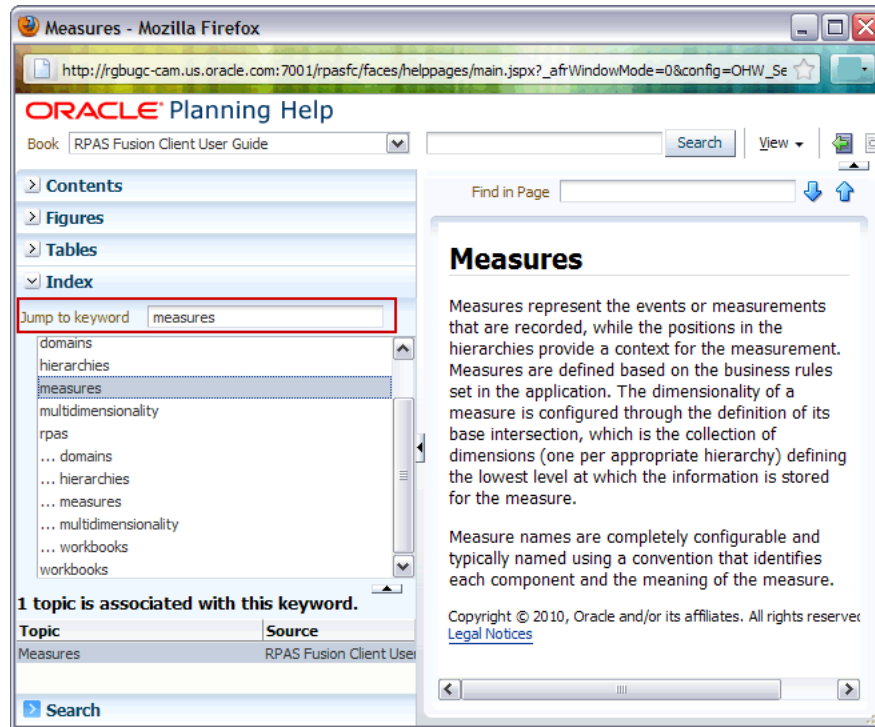 Measures - Mozilla Firefox
http://rgbugc-cam.us.oracle.com:7001/rpasfc/faces/helppages/main.jspx?_afrWindowMode=0&config=OHW_Se
ORACLE Planning Help
Book RPAS Fusion Client User Guide Search View
Contents
Figures
Tables
Index
Jump to keyword measures
domains
hierarchies
measures
multidimensionality
rpas
... domains
... hierarchies
... measures
... multidimensionality
... workbooks
workbooks
1 topic is associated with this keyword.
Topic Source
Measures RPAS Fusion Client User
Search
Find in Page
Measures
Measures represent the events or measurements
that are recorded, while the positions in the
hierarchies provide a context for the measurement.
Measures are defined based on the business rules
set in the application. The dimensionality of a
measure is configured through the definition of its
base intersection, which is the collection of
dimensions (one per appropriate hierarchy) defining
the lowest level at which the information is stored
for the measure.
Measure names are completely configurable and
typically named using a convention that identifies
each component and the meaning of the measure.
Copyright © 2010, Oracle and/or its affiliates. All rights reserved
Legal Notices